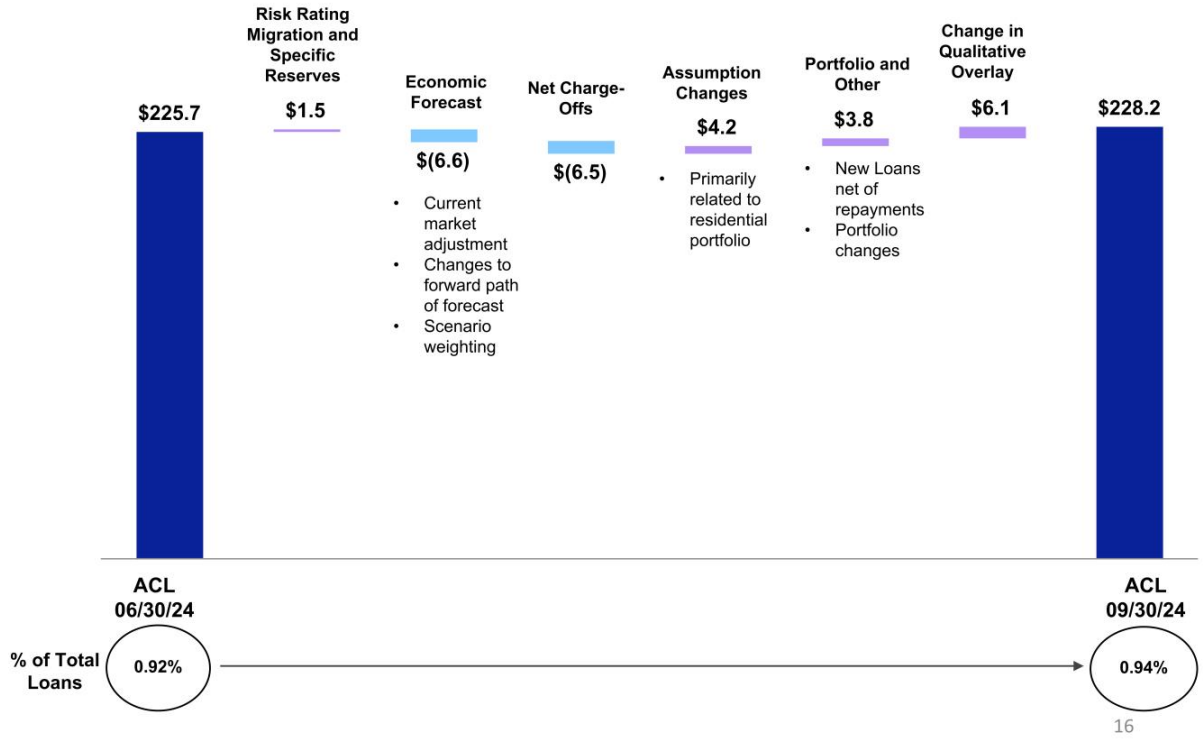 Risk Rating
Migration and
Specific
Reserves
$1.5
Economic
Forecast
$(6.6)
• Current
market
adjustment
• Changes to
forward path
of forecast
• Scenario
weighting
Net Charge-
Offs
$(6.5)
Assumption
Changes
$4.2
• Primarily
related to
residential
portfolio
Portfolio and
Other
$3.8
• New Loans
net of
repayments
• Portfolio
changes
Change in
Qualitative
Overlay
$6.1
$225.7
$228.2
ACL
06/30/24
ACL
09/30/24
% of Total
Loans
0.92%
0.94%
16